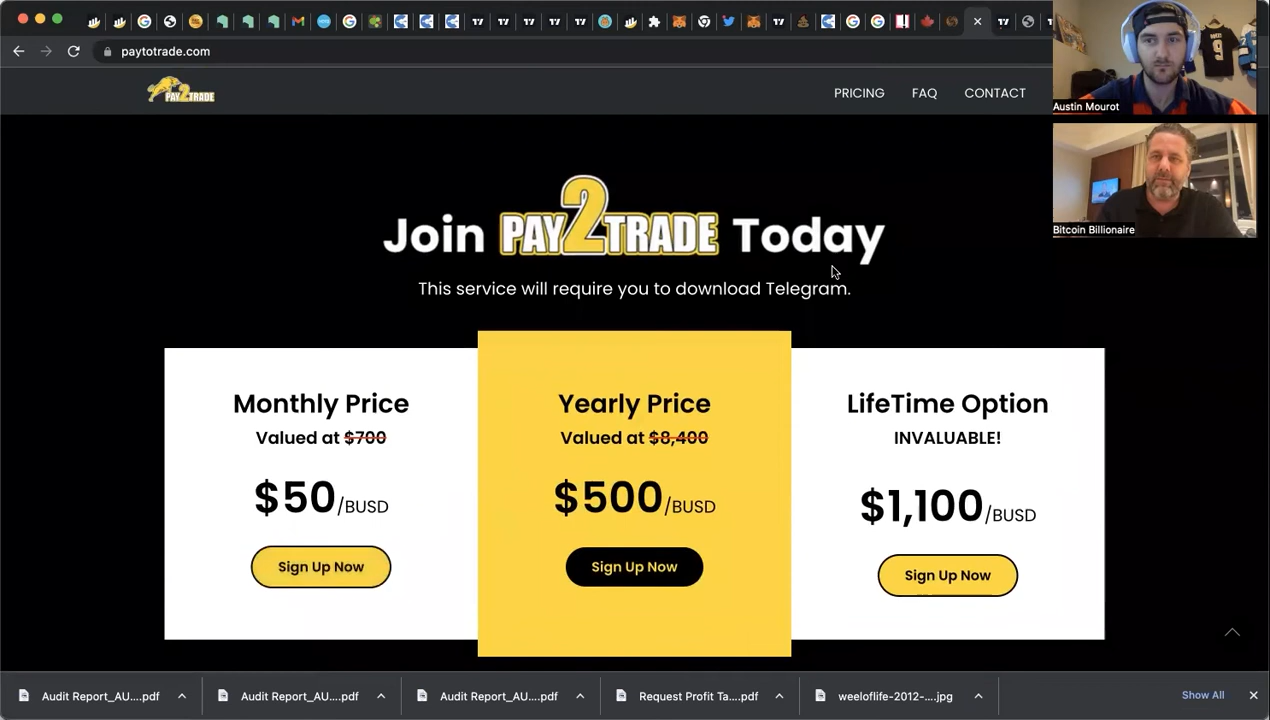 paytotrade.com
PAY2TRADE
PRICING
FAQ
CONTACT
Austin Mourot
Bitcoin Billionaire
Join PAY2TRADE Today
This service will require you to download Telegram.
Monthly Price
Valued at $700
$50/BUSD
Sign Up Now
Yearly Price
Valued at $8,400
$500/BUSD
Sign Up Now
LifeTime Option
INVALUABLE!
$1,100/BUSD
Sign Up Now
Audit Report_AU....pdf
Audit Report_AU....pdf
Audit Report_AU....pdf
Request Profit Ta....pdf
weeloflife-2012-....jpg
Show All